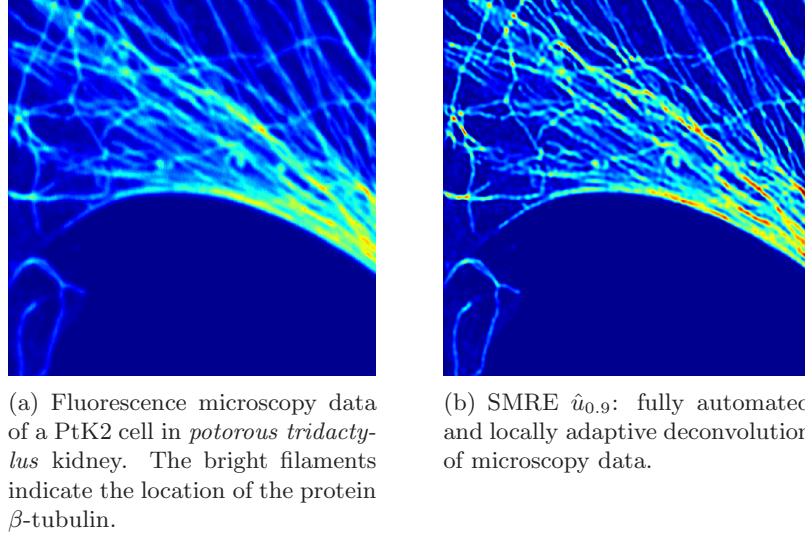 (a) Fluorescence microscopy data
of a PtK2 cell in potorous tridacty-
lus kidney. The bright filaments
indicate the location of the protein
β-tubulin.
(b) SMRE û0.9: fully automated
and locally adaptive deconvolution
of microscopy data.